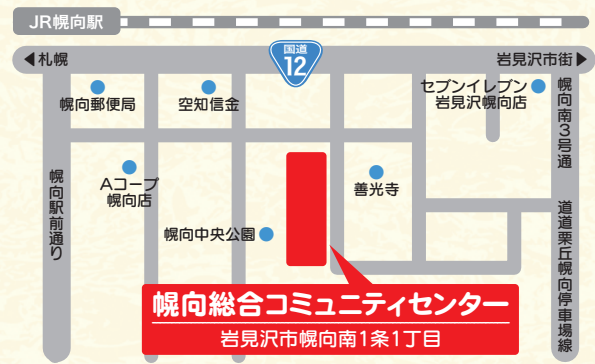 JR幌向駅
◀札幌
国道
12
岩見沢市街▶
幌向郵便局
空知信金
セブンイレブン
岩見沢幌向店
幌向南3号通
Aコープ
幌向店
善光寺
幌向駅前通り
幌向中央公園
道道栗丘幌向停車場線
幌向総合コミュニティセンター
岩見沢市幌向南1条1丁目